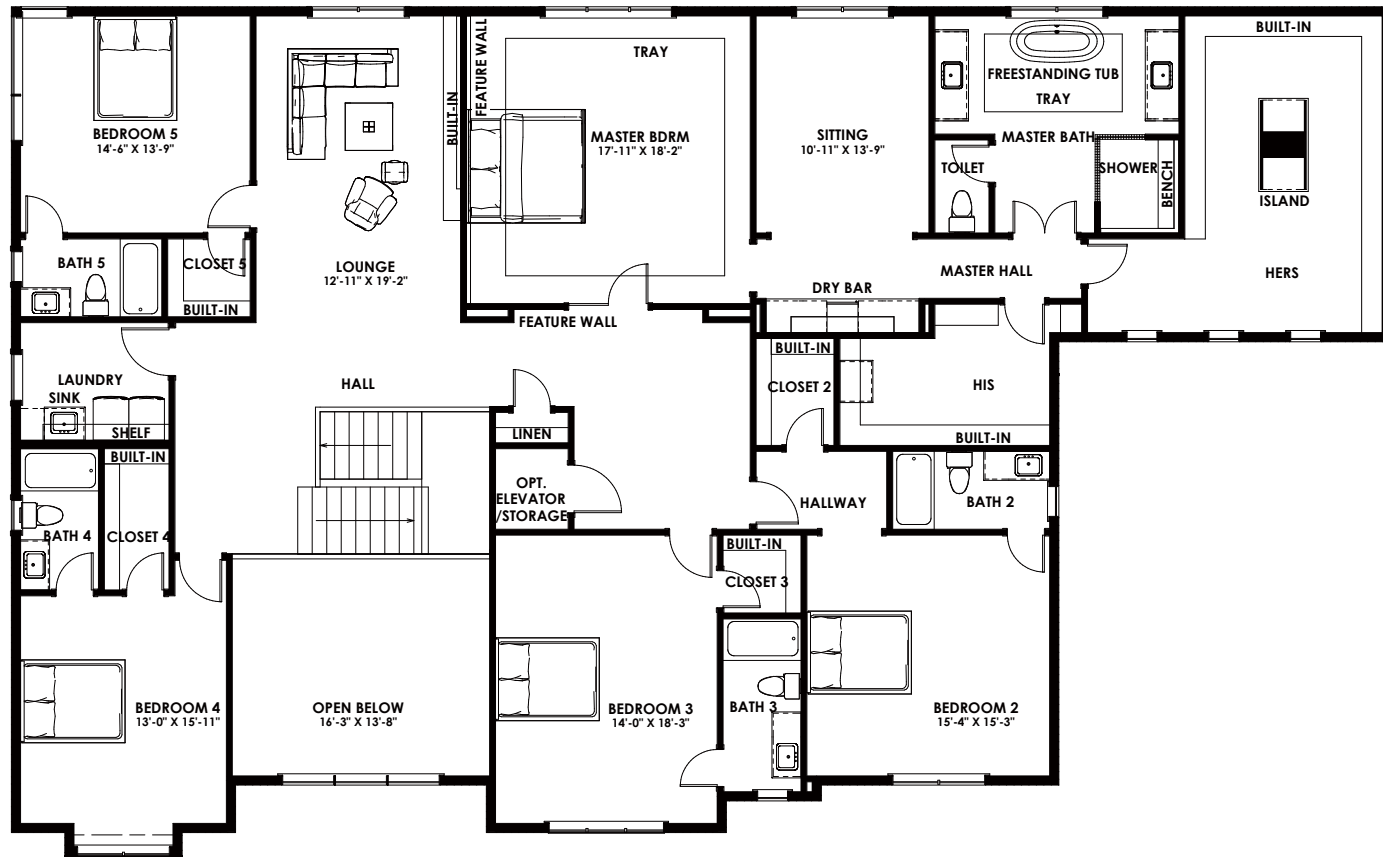 BUILT-IN
TRAY
FEATURE WALL
FREESTANDING TUB
TRAY
BUILT-IN
BEDROOM 5
14'-6" X 13'-9"
MASTER BDRM
17'-11" X 18'-2"
SITTING
10'-11" X 13'-9"
MASTER BATH
TOILET
SHOWER
BENCH
ISLAND
BATH 5
CLOSET 5
BUILT-IN
LOUNGE
12'-11" X 19'-2"
MASTER HALL
HERS
DRY BAR
FEATURE WALL
LAUNDRY
SINK
SHELF
HALL
BUILT-IN
CLOSET 2
HIS
BUILT-IN
LINEN
BUILT-IN
CLOSET 4
BATH 4
OPT.
ELEVATOR
/STORAGE
HALLWAY
BATH 2
BUILT-IN
CLOSET 3
BEDROOM 4
13'-0" X 15'-11"
OPEN BELOW
16'-3" X 13'-8"
BEDROOM 3
14'-0" X 18'-3"
BATH 3
BEDROOM 2
15'-4" X 15'-3"